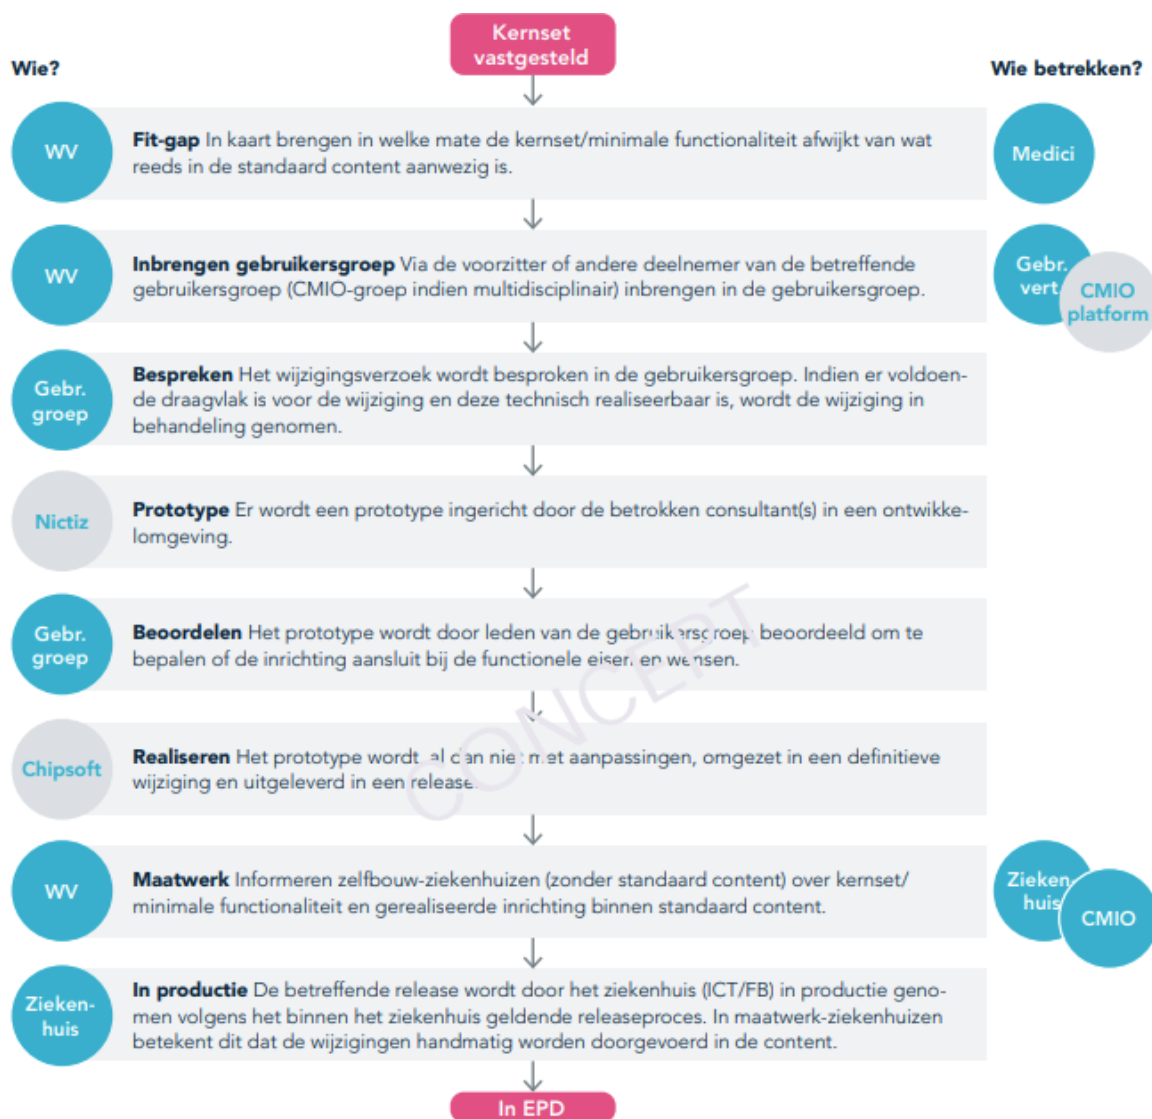 Kernset
vastgesteld
Wie?
Wie betrekken?
WV
Fit-gap In kaart brengen in welke mate de kernset/minimale functionaliteit afwijkt van wat
reeds in de standaard content aanwezig is.
Medici
WV
Inbrengen gebruikersgroep Via de voorzitter of andere deelnemer van de betreffende
gebruikersgroep (CMIO-groep indien multidisciplinair) inbrengen in de gebruikersgroep.
Gebr.
vert
CMIO
platform
Gebr.
groep
Bespreken Het wijzigingsverzoek wordt besproken in de gebruikersgroep. Indien er voldoen-
de draagvlak is voor de wijziging en deze technisch realiseerbaar is, wordt de wijziging in
behandeling genomen.
Nictiz
Prototype Er wordt een prototype ingericht door de betrokken consultant(s) in een ontwikke-
lomgeving.
Gebr.
groep
Beoordelen Het prototype wordt door leden van de gebruikersgroep beoordeeld om te
bepalen of de inrichting aansluit bij de functionele eisen en wensen.
CONCEPT
Chipsoft
Realiseren Het prototype wordt, al dan niet met aanpassingen, omgezet in een definitieve
wijziging en uitgeleverd in een release.
WV
Maatwerk Informeren zelfbouw-ziekenhuizen (zonder standaard content) over kernset/
minimale functionaliteit en gerealiseerde inrichting binnen standaard content.
Zieken-
huis
CMIO
Zieken-
huis
In productie De betreffende release wordt door het ziekenhuis (ICT/FB) in productie geno-
men volgens het binnen het ziekenhuis geldende releaseproces. In maatwerk-ziekenhuizen
betekent dit dat de wijzigingen handmatig worden doorgevoerd in de content.
In EPD